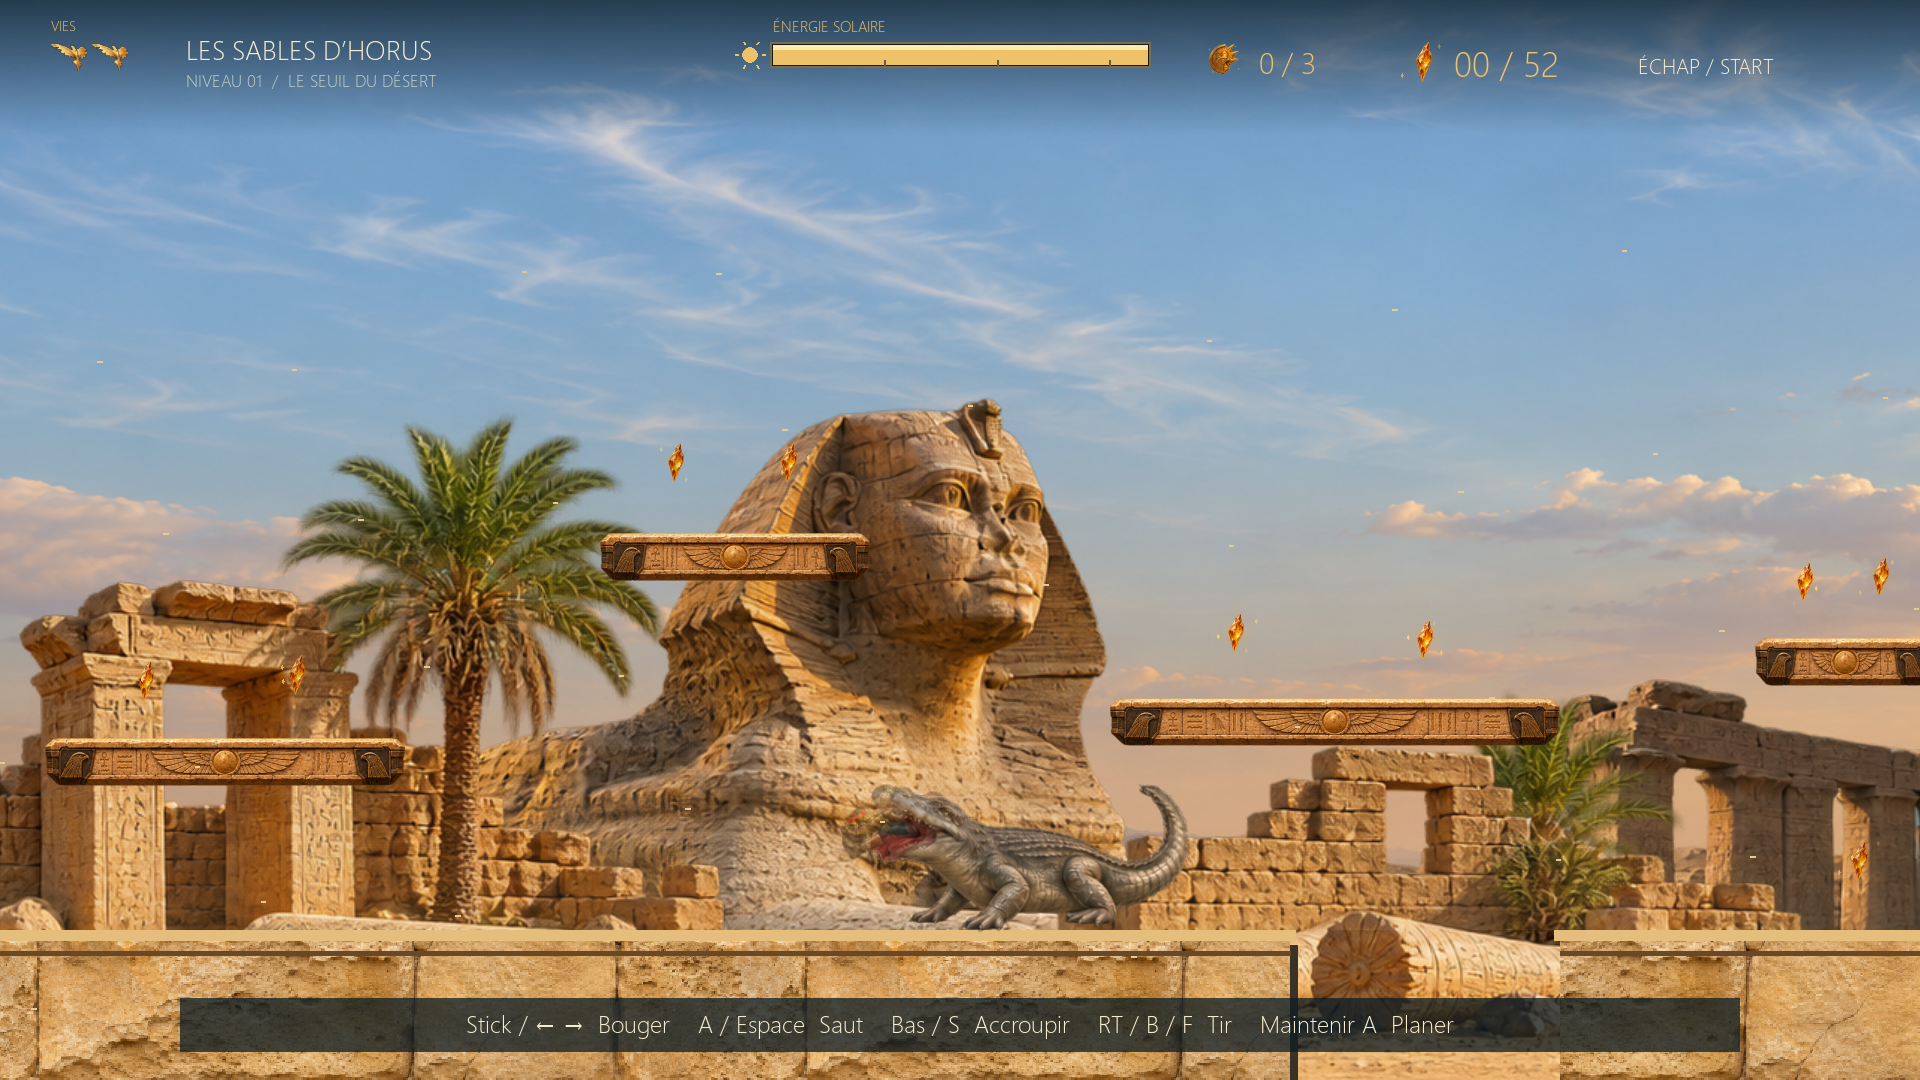 VIES
LES SABLES D’HORUS
NIVEAU 01 / LE SEUIL DU DÉSERT
ÉNERGIE SOLAIRE
0 / 3
00 / 52
ÉCHAP / START
Stick / ← → Bouger A / Espace Saut Bas / S Accroupir RT / B / F Tir Maintenir A Planer